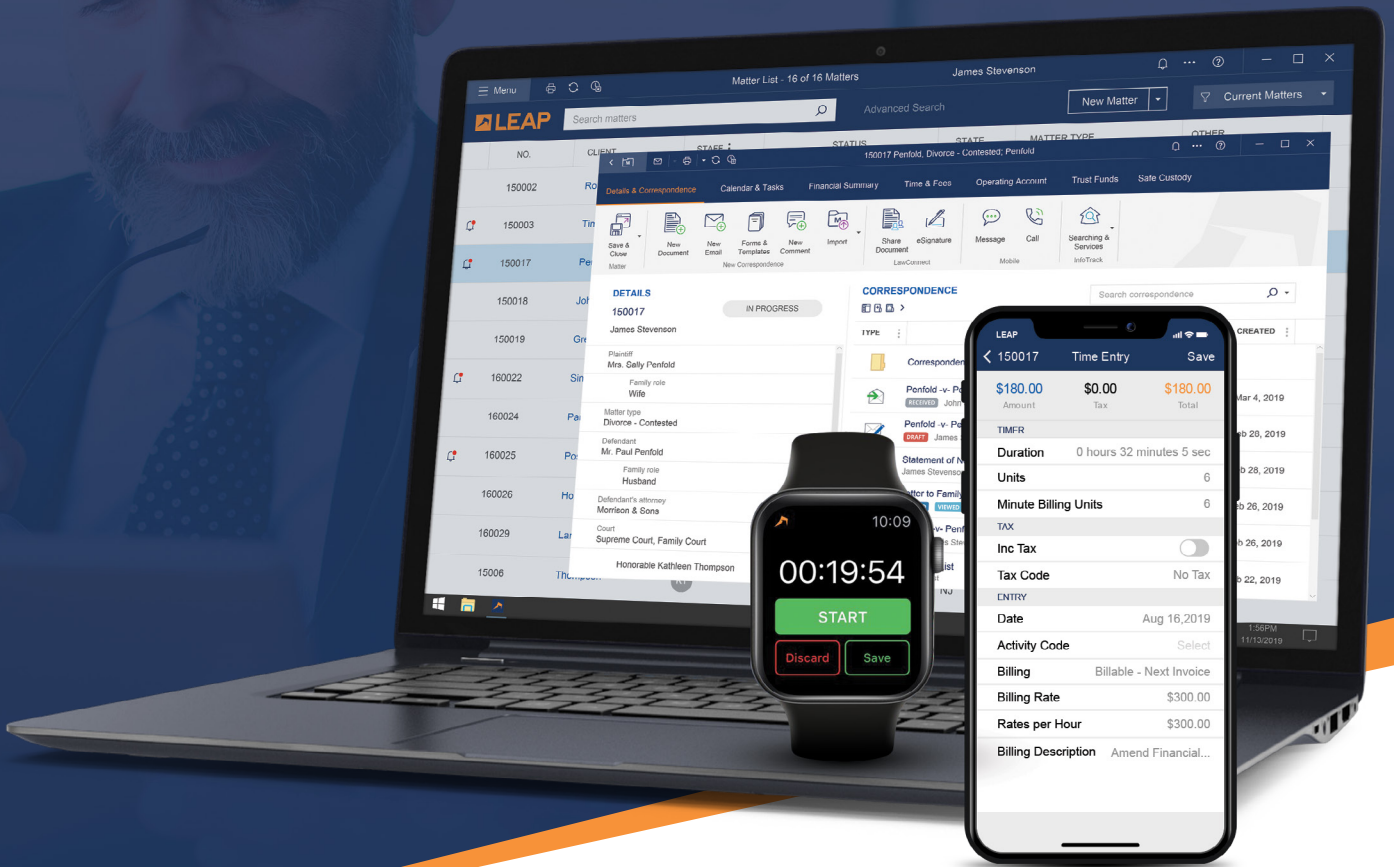 Menu
Matter List - 16 of 16 Matters
James Stevenson
LEAP
Search matters
Advanced Search
New Matter
Current Matters
NO.
CLIENT
STAFF
STATUS
STATE
MATTER TYPE
OTHER
150002
150003
150017
150018
150019
160022
160024
160025
160026
160029
15006
150017 Penfold, Divorce - Contested; Penfold
Details & Correspondence
Calendar & Tasks
Financial Summary
Time & Fees
Operating Account
Trust Funds
Safe Custody
Save & Close
New Document
New Email
Forms & Templates
New Comment
Import
Share Document
eSignature
Message
Call
Searching & Services
Matter
New Correspondence
LawConnect
Mobile
InfoTrack
DETAILS
150017
IN PROGRESS
James Stevenson
Plaintiff
Mrs. Sally Penfold
Family role
Wife
Matter type
Divorce - Contested
Defendant
Mr. Paul Penfold
Family role
Husband
Defendant's attorney
Morrison & Sons
Court
Supreme Court, Family Court
Honorable Kathleen Thompson
CORRESPONDENCE
Search correspondence
TYPE
CREATED
Penfold -v-
RECEIVED John
Mar 4, 2019
Penfold -v-
DRAFT James
28, 2019
Statement of
28, 2019
to Family
VIEWED
26, 2019
26, 2019
22, 2019
NJ
1:56PM
11/13/2019
10:09
00:19:54
START
Discard
Save
LEAP
150017
Time Entry
Save
$180.00
$0.00
$180.00
Amount
Tax
Total
TIMER
Duration
0 hours 32 minutes 5 sec
Units
6
Minute Billing Units
6
TAX
Inc Tax
Tax Code
No Tax
ENTRY
Date
Aug 16,2019
Activity Code
Select
Billing
Billable - Next Invoice
Billing Rate
$300.00
Rates per Hour
$300.00
Billing Description
Amend Financial...